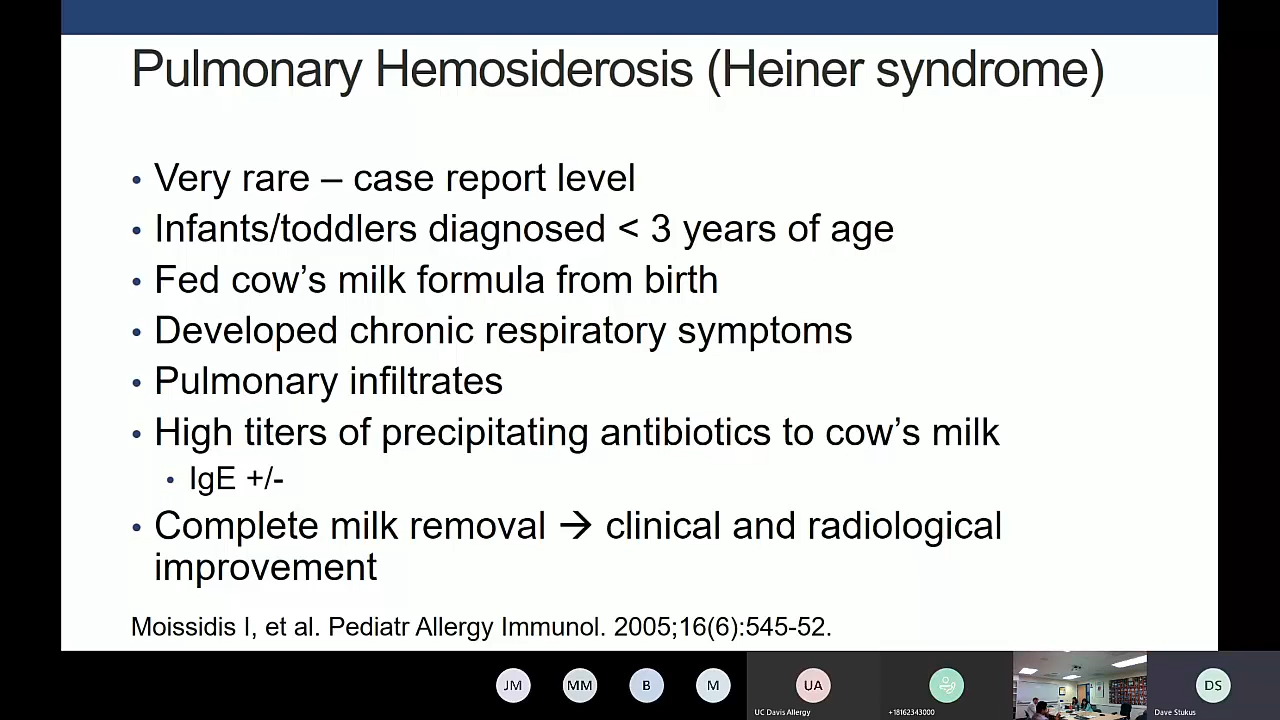 Pulmonary Hemosiderosis (Heiner syndrome)
• Very rare – case report level
• Infants/toddlers diagnosed < 3 years of age
• Fed cow's milk formula from birth
• Developed chronic respiratory symptoms
• Pulmonary infiltrates
• High titers of precipitating antibiotics to cow's milk
• IgE +/-
• Complete milk removal → clinical and radiological
improvement
Moissidis I, et al. Pediatr Allergy Immunol. 2005;16(6):545-52.
JM MM B M UA DS
UC Davis Allergy +18162343000 Dave Stukus